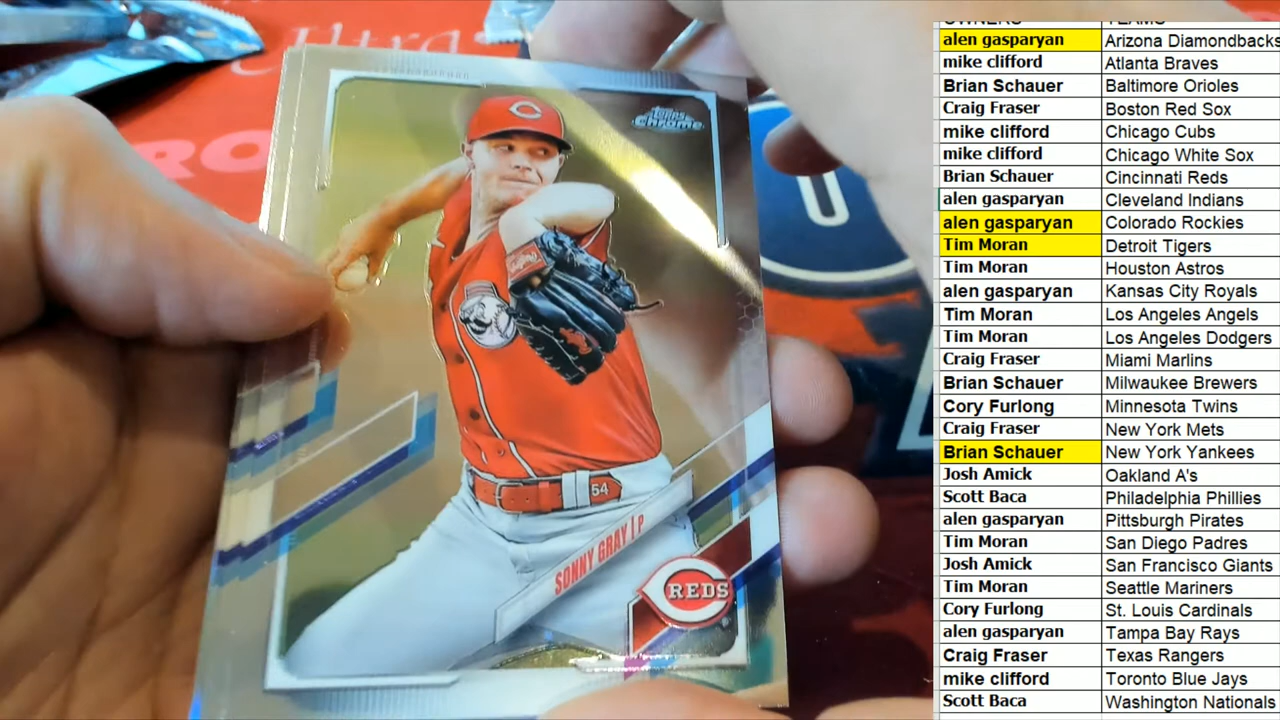 Ultra
RO
U
C
topps
chrome
54
SONNY GRAY | P
REDS
OWNERS TEAMS
alen gasparyan Arizona Diamondbacks
mike clifford Atlanta Braves
Brian Schauer Baltimore Orioles
Craig Fraser Boston Red Sox
mike clifford Chicago Cubs
mike clifford Chicago White Sox
Brian Schauer Cincinnati Reds
alen gasparyan Cleveland Indians
alen gasparyan Colorado Rockies
Tim Moran Detroit Tigers
Tim Moran Houston Astros
alen gasparyan Kansas City Royals
Tim Moran Los Angeles Angels
Tim Moran Los Angeles Dodgers
Craig Fraser Miami Marlins
Brian Schauer Milwaukee Brewers
Cory Furlong Minnesota Twins
Craig Fraser New York Mets
Brian Schauer New York Yankees
Josh Amick Oakland A's
Scott Baca Philadelphia Phillies
alen gasparyan Pittsburgh Pirates
Tim Moran San Diego Padres
Josh Amick San Francisco Giants
Tim Moran Seattle Mariners
Cory Furlong St. Louis Cardinals
alen gasparyan Tampa Bay Rays
Craig Fraser Texas Rangers
mike clifford Toronto Blue Jays
Scott Baca Washington Nationals